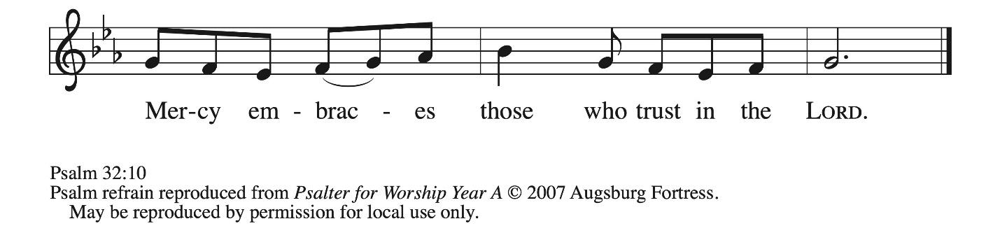 Mer-cy em - brac - es those who trust in the LORD.
Psalm 32:10
Psalm refrain reproduced from Psalter for Worship Year A © 2007 Augsburg Fortress.
May be reproduced by permission for local use only.